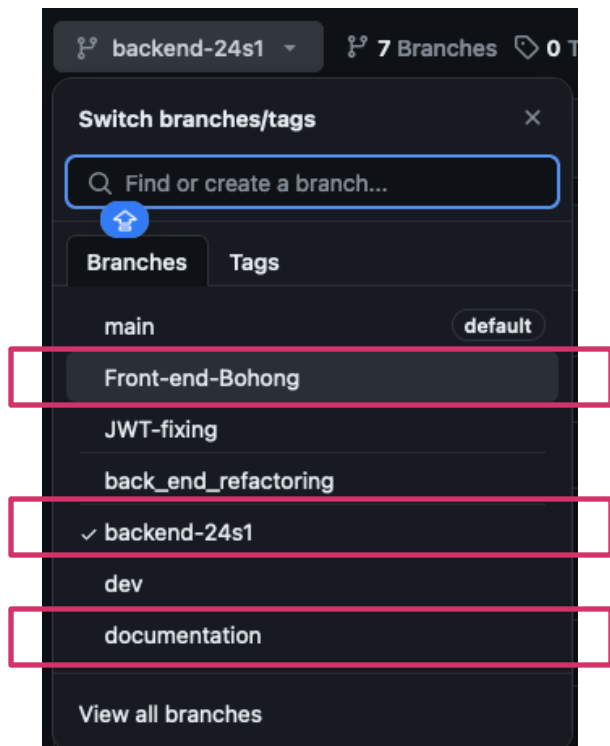 backend-24s1 7 Branches 0 T
Switch branches/tags
Find or create a branch...
Branches Tags
main default
Front-end-Bohong
JWT-fixing
back_end_refactoring
backend-24s1
dev
documentation
View all branches